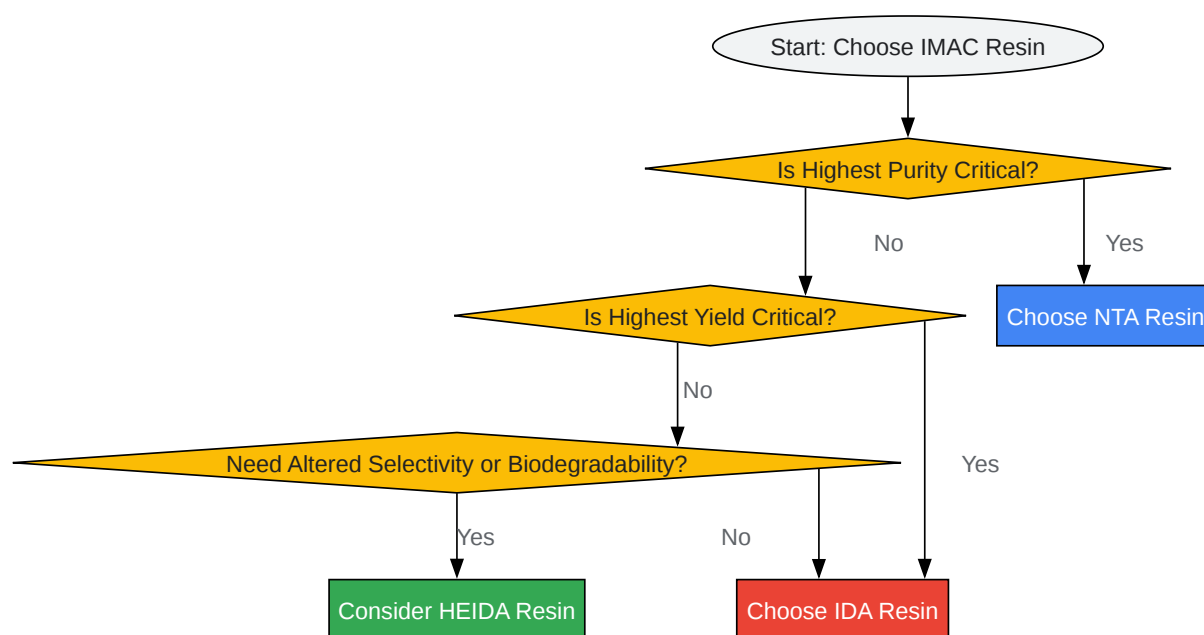 Start: Choose IMAC Resin
Is Highest Purity Critical?
No
Yes
Is Highest Yield Critical?
Choose NTA Resin
No
Need Altered Selectivity or Biodegradability?
Yes
Yes
No
Consider HEIDA Resin
Choose IDA Resin